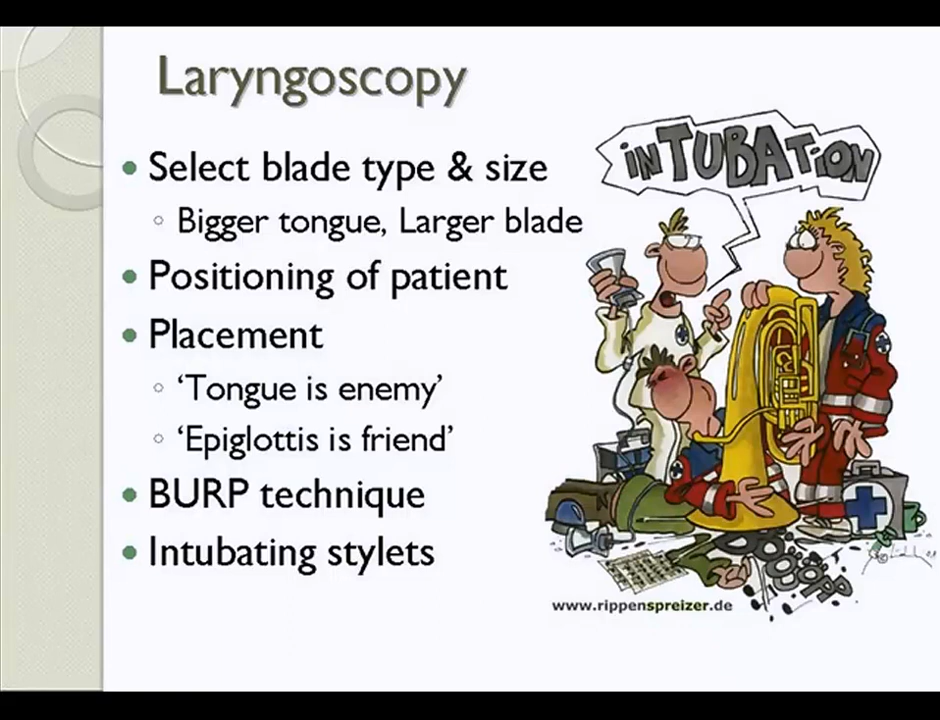 Laryngoscopy
Select blade type & size
Bigger tongue, Larger blade
Positioning of patient
Placement
‘Tongue is enemy’
‘Epiglottis is friend’
BURP technique
Intubating stylets
inTUBATiON
www.rippenspreizer.de